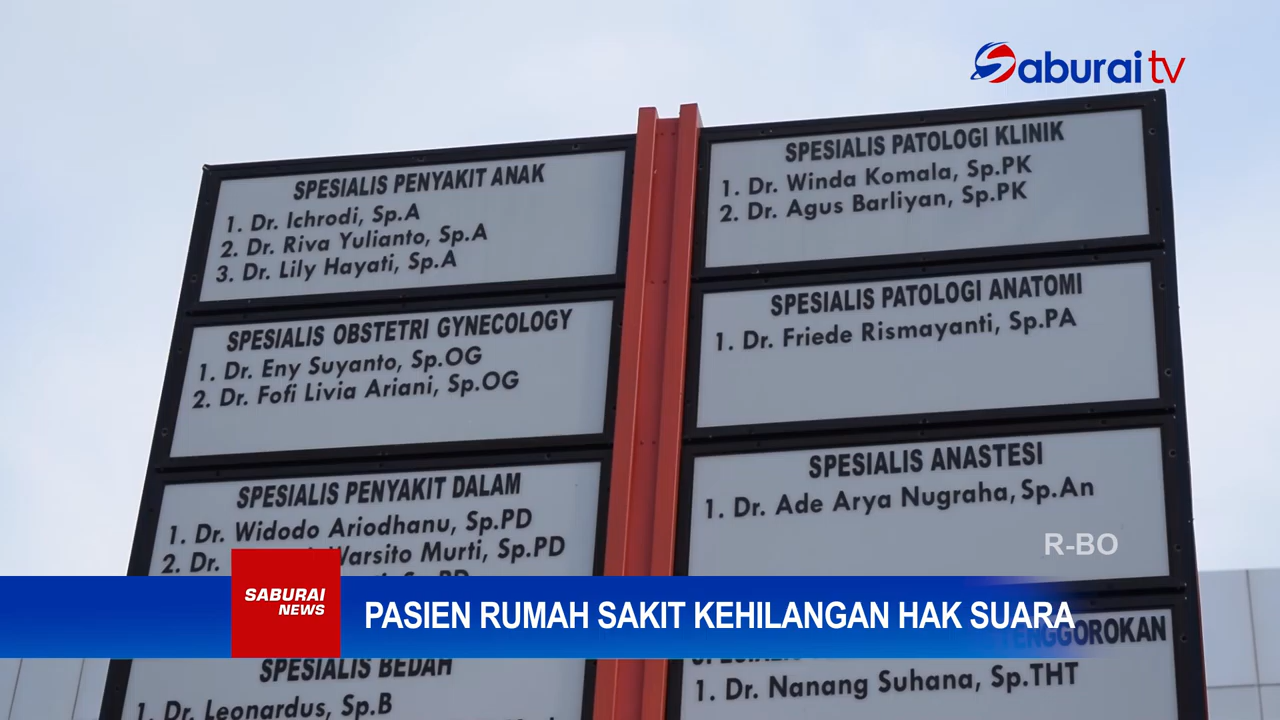 Saburai tv
SPESIALIS PENYAKIT ANAK
1. Dr. Ichrodi, Sp.A
2. Dr. Riva Yulianto, Sp.A
3. Dr. Lily Hayati, Sp.A
SPESIALIS OBSTETRI GYNECOLOGY
1. Dr. Eny Suyanto, Sp.OG
2. Dr. Fofi Livia Ariani, Sp.OG
SPESIALIS PENYAKIT DALAM
1. Dr. Widodo Ariodhanu, Sp.PD
2. Dr. Warsito Murti, Sp.PD
Sp.PD
SPESIALIS BEDAH
1. Dr. Leonardus, Sp.B
SPESIALIS PATOLOGI KLINIK
1. Dr. Winda Komala, Sp.PK
2. Dr. Agus Barliyan, Sp.PK
SPESIALIS PATOLOGI ANATOMI
1. Dr. Friede Rismayanti, Sp.PA
SPESIALIS ANASTESI
1. Dr. Ade Arya Nugraha, Sp.An
TENGGOROKAN
1. Dr. Nanang Suhana, Sp.THT
R-BO
SABURAI
NEWS
PASIEN RUMAH SAKIT KEHILANGAN HAK SUARA